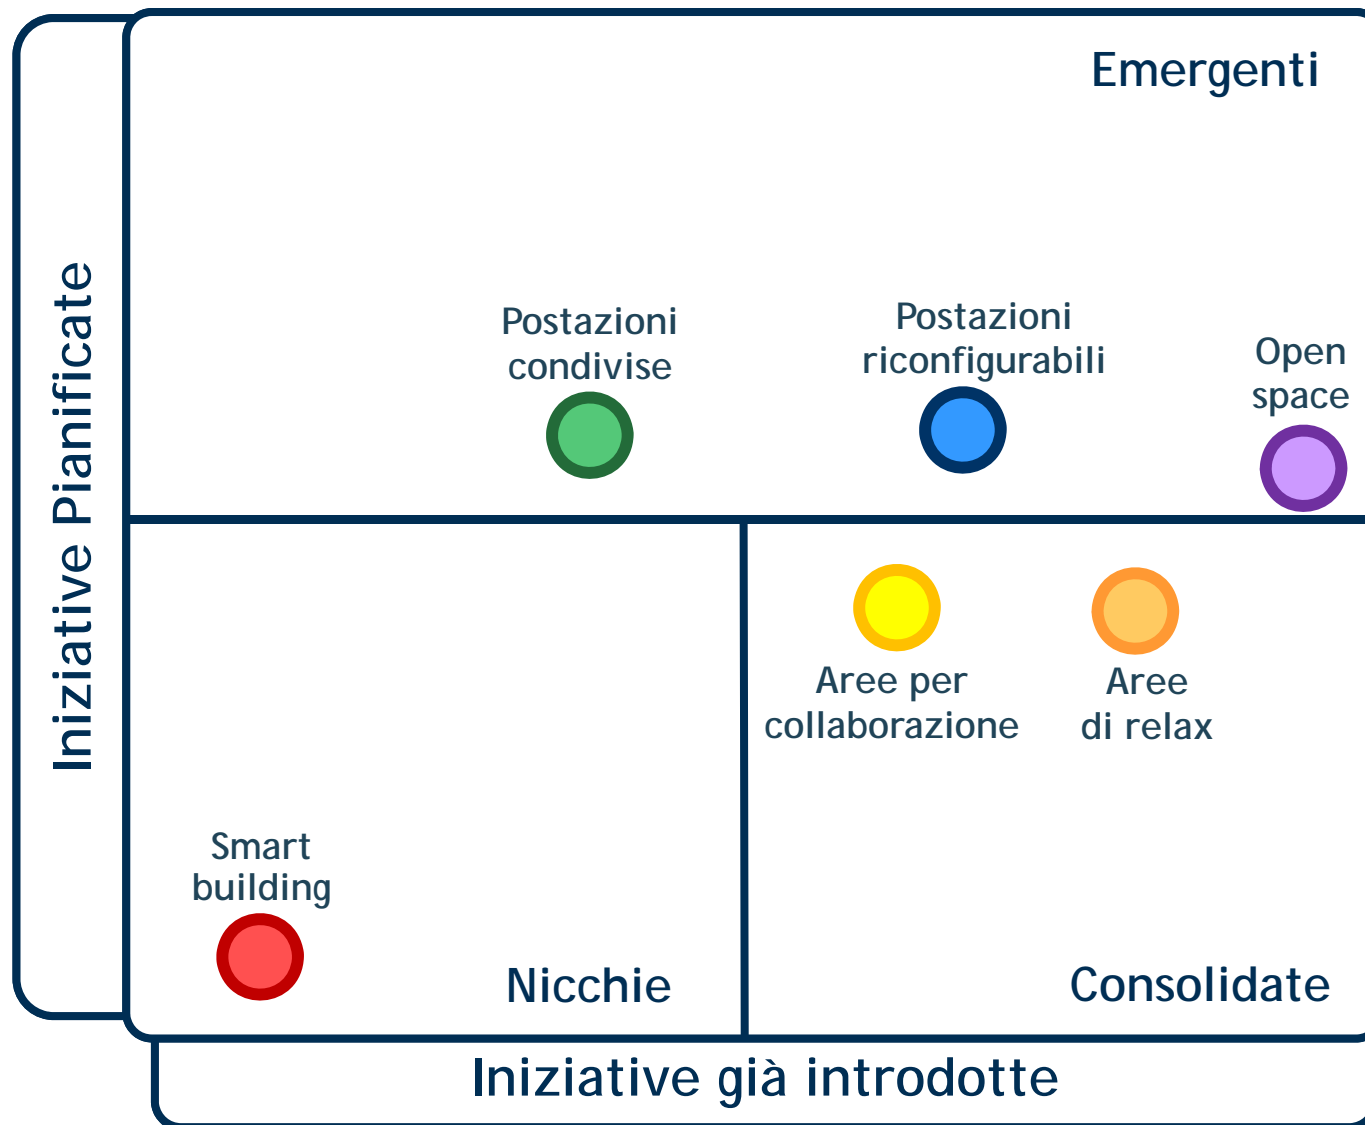 Emergenti
Iniziative Pianificate
Postazioni
condivise
Postazioni
riconfigurabili
Open
space
Aree per
collaborazione
Aree
di relax
Smart
building
Nicchie
Consolidate
Iniziative già introdotte